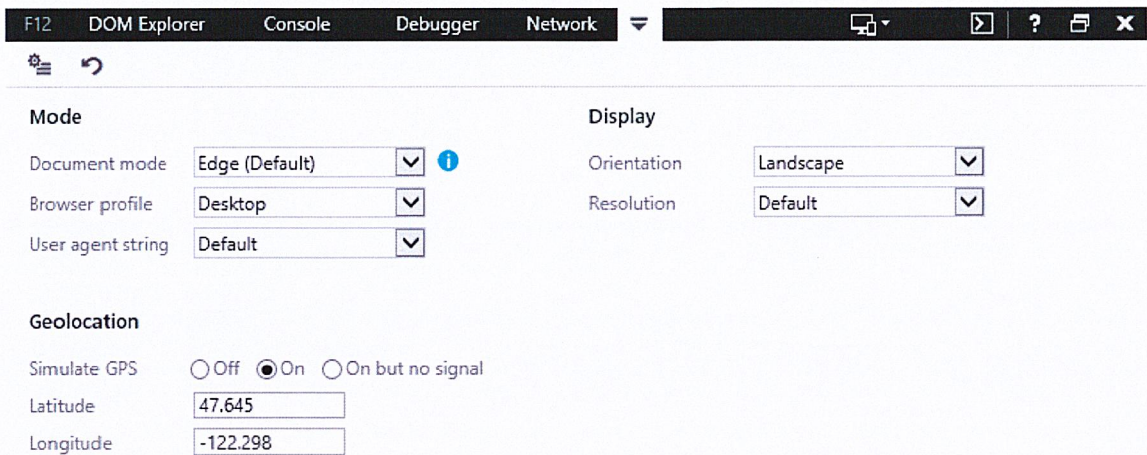 F12 DOM Explorer Console Debugger Network
?
Mode
Document mode Edge (Default)
Browser profile Desktop
User agent string Default
Display
Orientation Landscape
Resolution Default
Geolocation
Simulate GPS Off On On but no signal
Latitude 47.645
Longitude -122.298